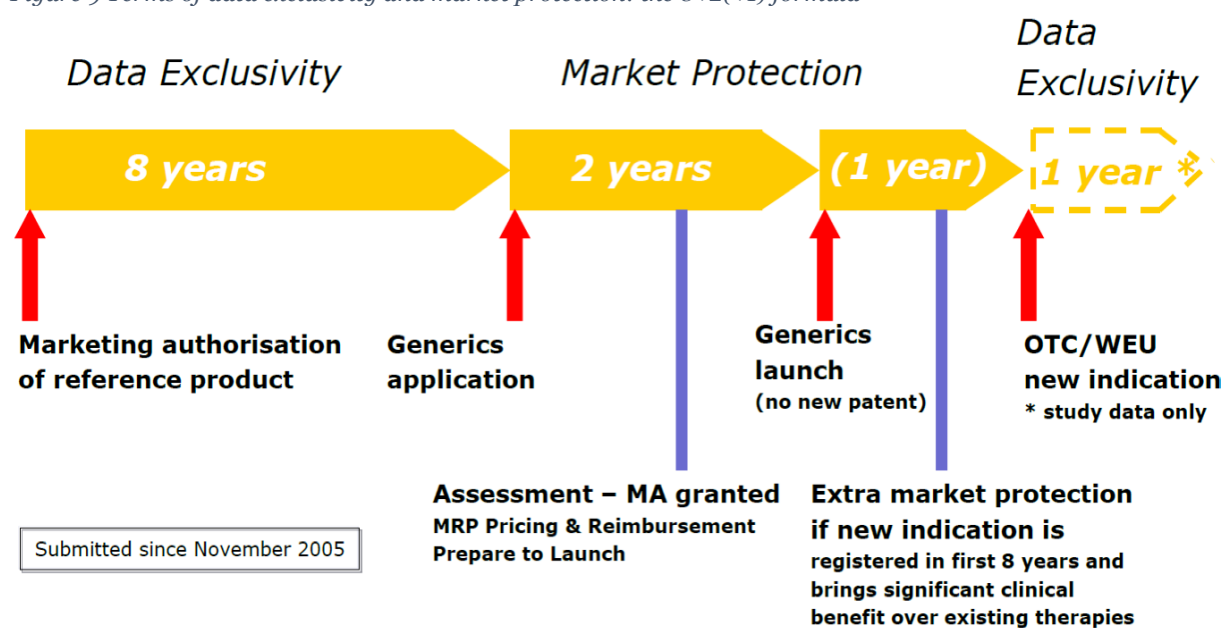 Data Exclusivity
Market Protection
Data
Exclusivity
8 years
2 years
(1 year)
1 year *
Marketing authorisation
of reference product
Generics
application
Generics
launch
(no new patent)
OTC/WEU
new indication
* study data only
Assessment – MA granted
MRP Pricing & Reimbursement
Prepare to Launch
Extra market protection
if new indication is
registered in first 8 years and
brings significant clinical
benefit over existing therapies
Submitted since November 2005